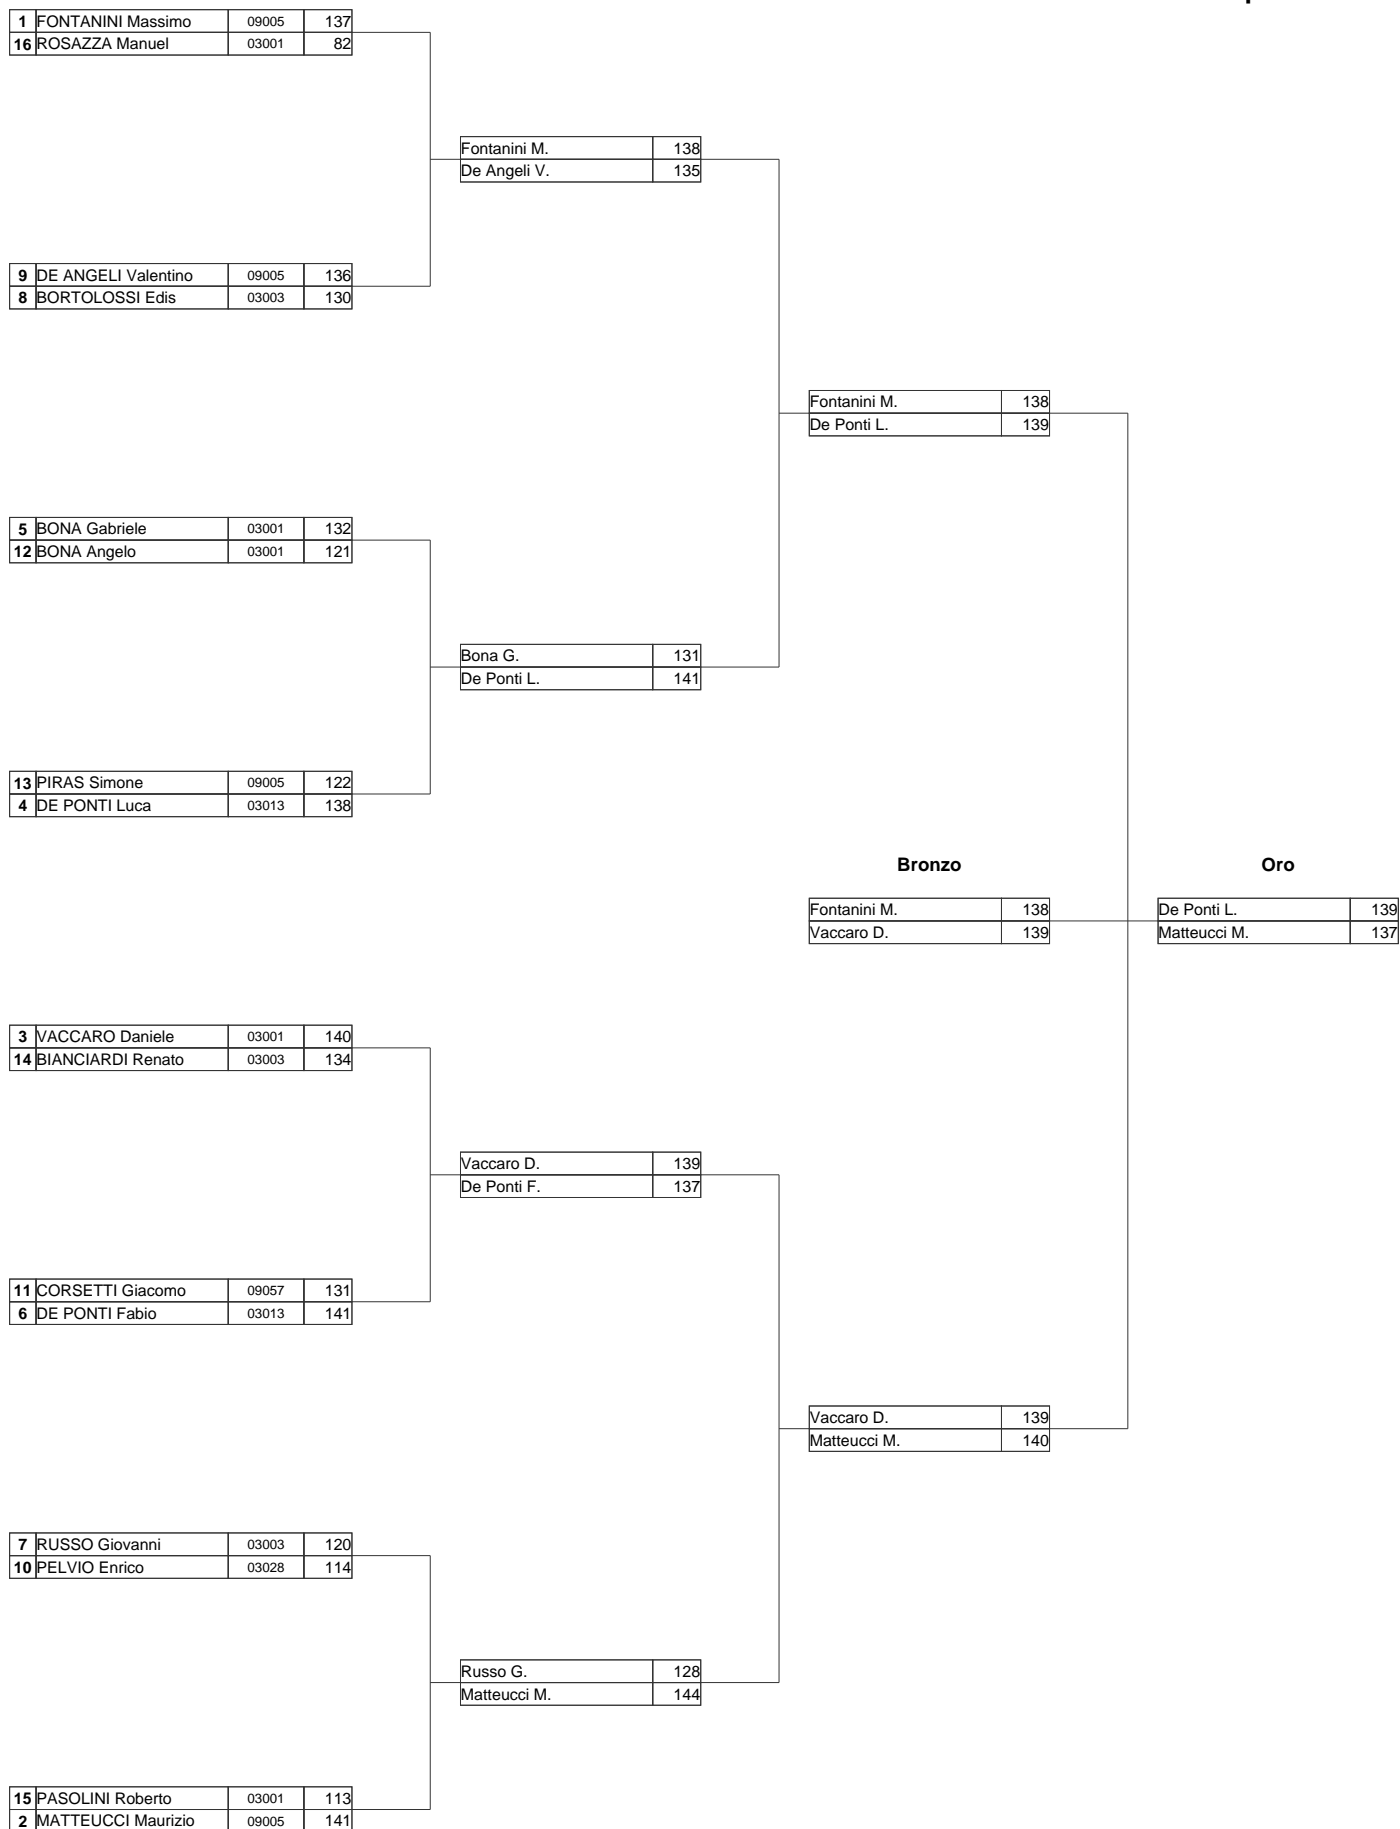 1 FONTANINI Massimo 09005 137
16 ROSAZZA Manuel 03001 82
Fontanini M. 138
De Angeli V. 135
9 DE ANGELI Valentino 09005 136
8 BORTOLOSSI Edis 03003 130
Fontanini M. 138
De Ponti L. 139
5 BONA Gabriele 03001 132
12 BONA Angelo 03001 121
Bona G. 131
De Ponti L. 141
13 PIRAS Simone 09005 122
4 DE PONTI Luca 03013 138
Bronzo Oro
Fontanini M. 138 De Ponti L. 139
Vaccaro D. 139 Matteucci M. 137
3 VACCARO Daniele 03001 140
14 BIANCIARDI Renato 03003 134
Vaccaro D. 139
De Ponti F. 137
11 CORSETTI Giacomo 09057 131
6 DE PONTI Fabio 03013 141
Vaccaro D. 139
Matteucci M. 140
7 RUSSO Giovanni 03003 120
10 PELVIO Enrico 03028 114
Russo G. 128
Matteucci M. 144
15 PASOLINI Roberto 03001 113
2 MATTEUCCI Maurizio 09005 141